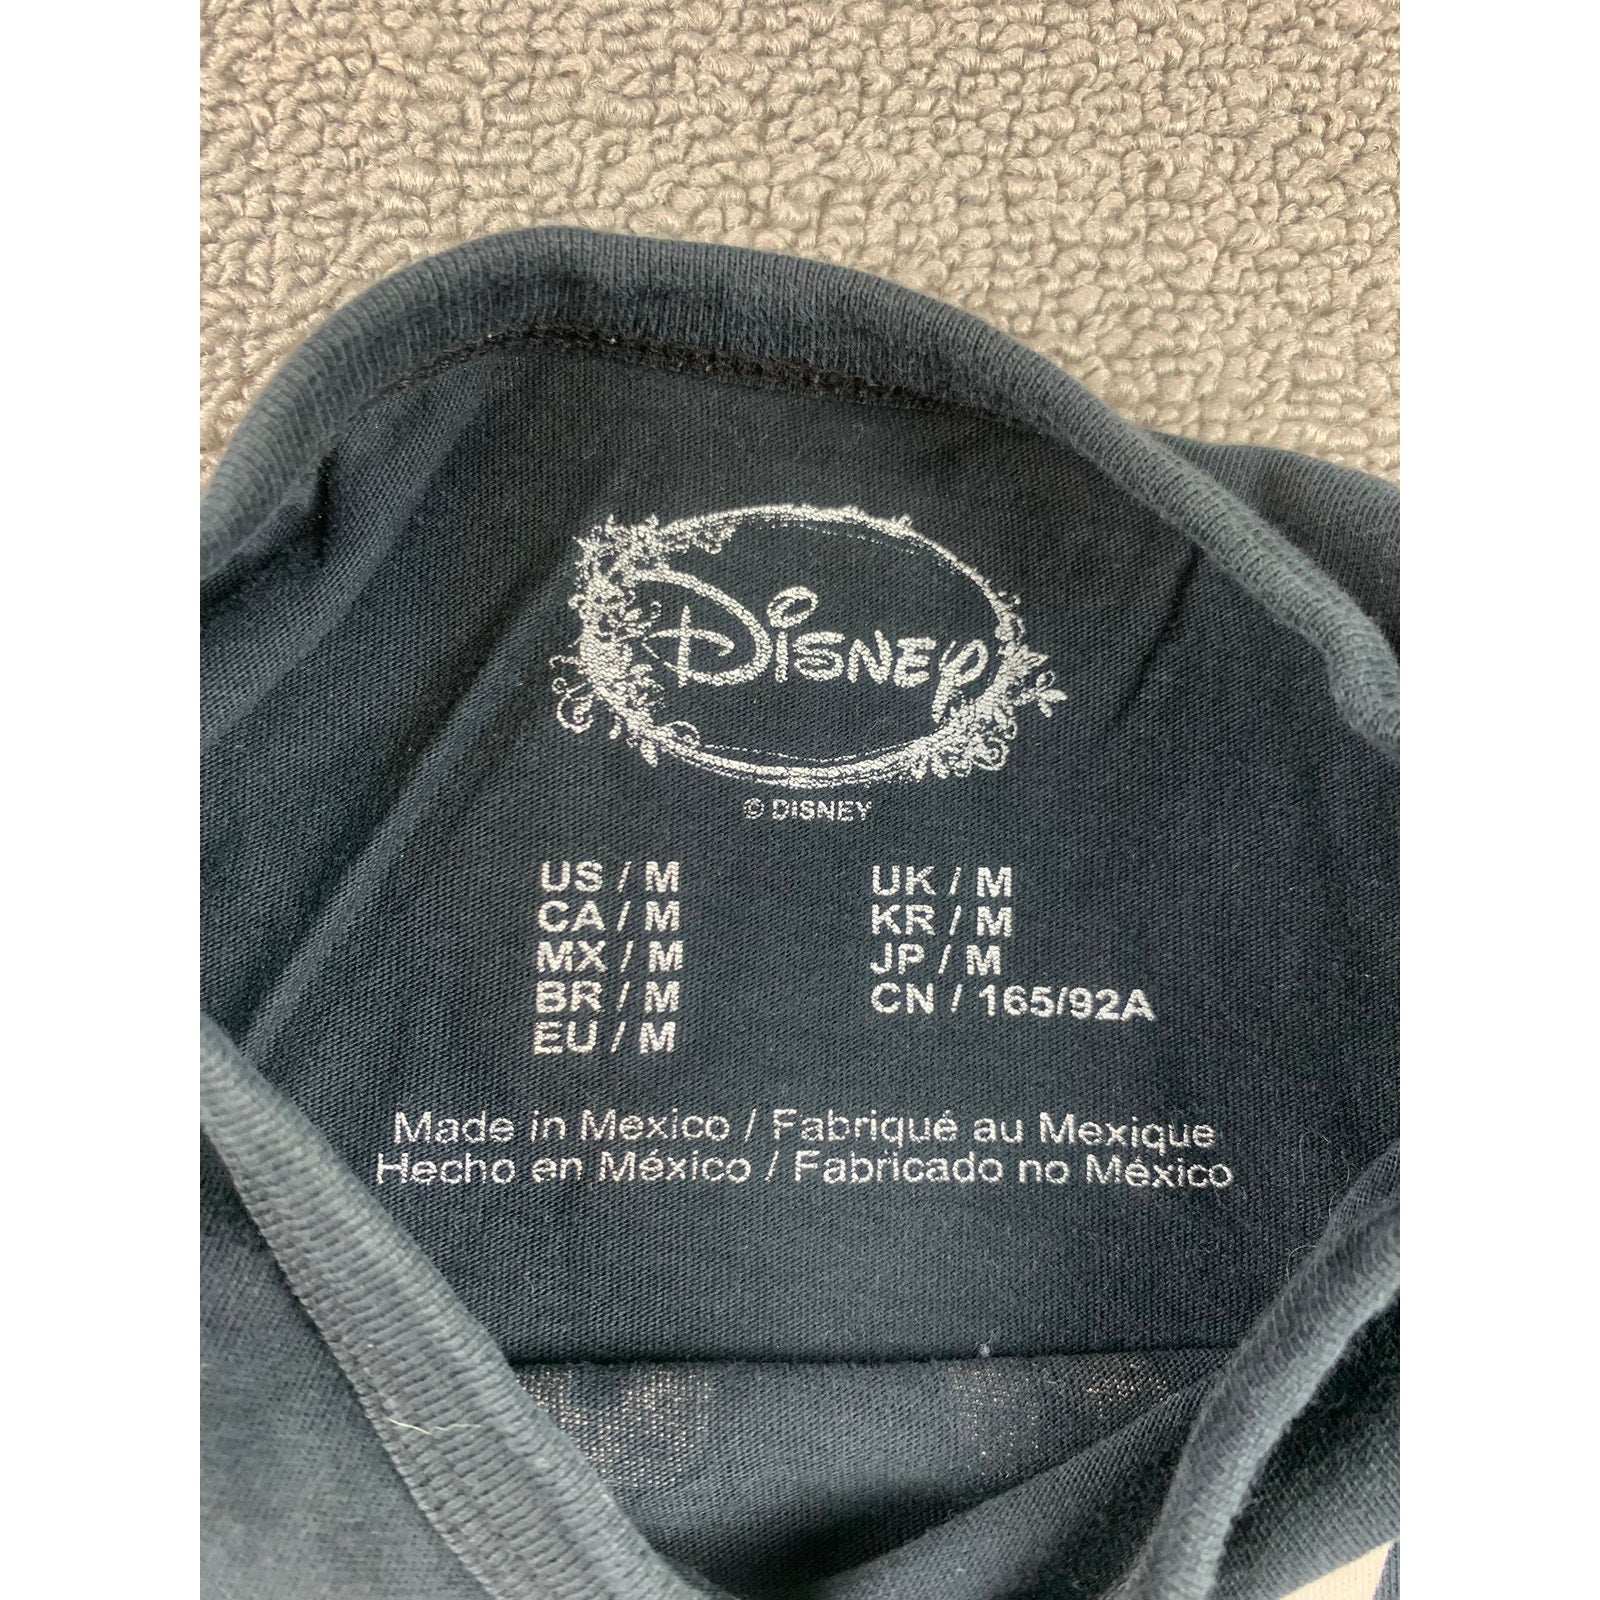 Disney
© DISNEY
US / M
CA / M
MX / M
BR / M
EU / M
UK / M
KR / M
JP / M
CN / 165/92A
Made in Mexico / Fabriqué au Mexique
Hecho en México / Fabricado no México